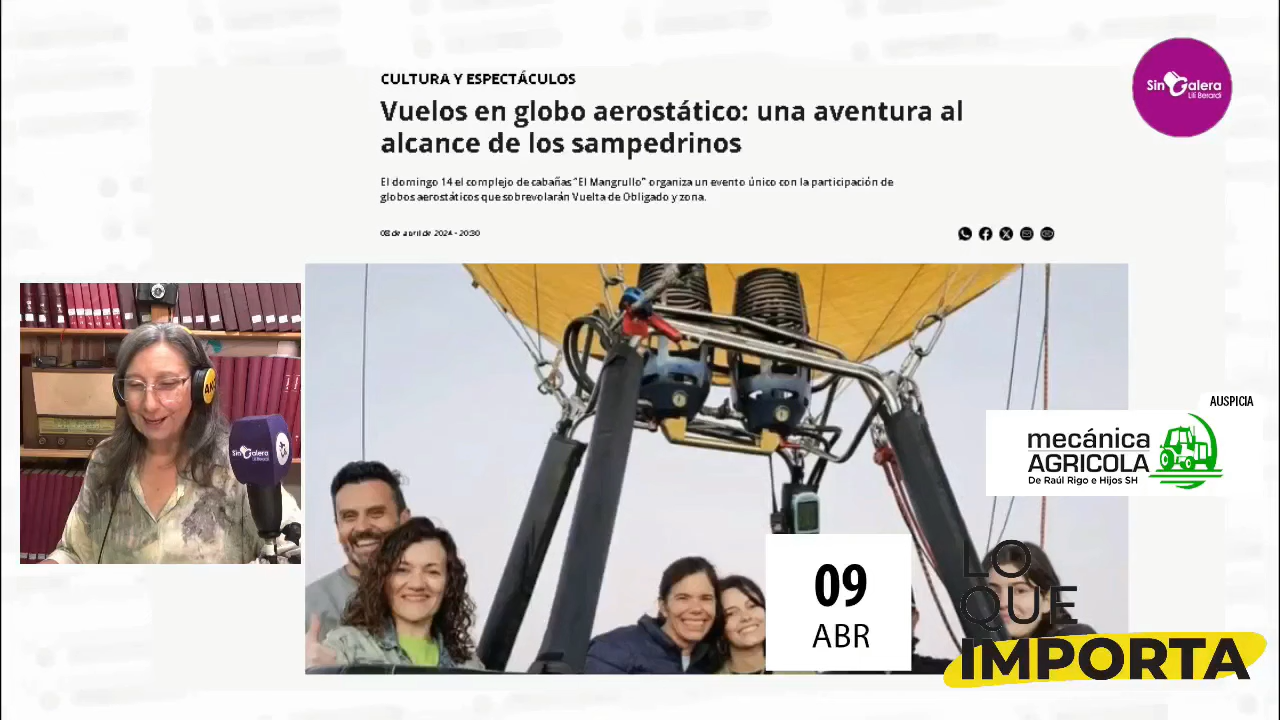 CULTURA Y ESPECTÁCULOS
Vuelos en globo aerostático: una aventura al
alcance de los sampedrinos
El domingo 14 el complejo de cabañas "El Mangrullo" organiza un evento único con la participación de
globos aerostáticos que sobrevolarán Vuelta de Obligado y zona.
08 de abril de 2024 - 20:30
Sin Galera
Lilí Berardi
Sin Galera
AUSPICIA
mecánica
AGRICOLA
De Raúl Rigo e Hijos SH
09
ABR
LO
QUE
IMPORTA